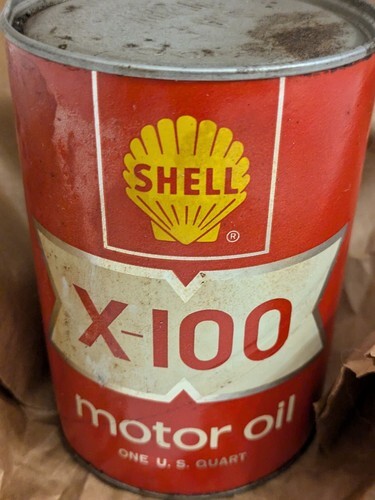 SHELL
®
X-100
motor oil
ONE U. S. QUART